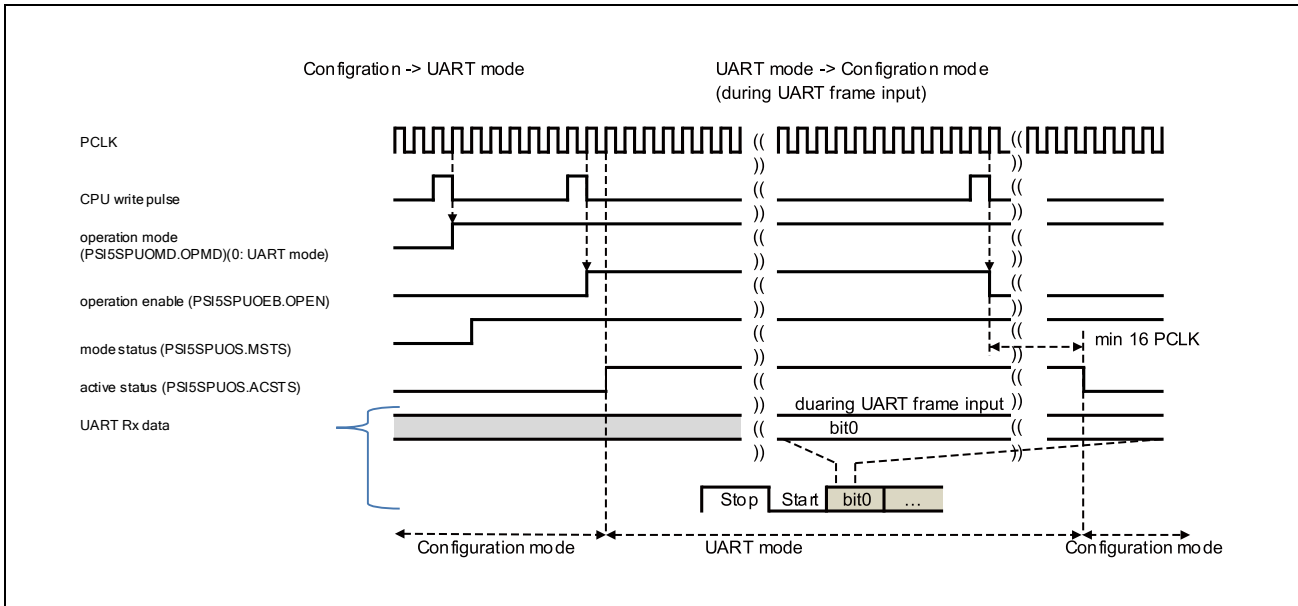 Configration -> UART mode
UART mode -> Configration mode
(during UART frame input)
PCLK
CPU write pulse
operation mode
(PSI5SPUOMD.OPMD)(0: UART mode)
operation enable (PSI5SPUOEB.OPEN)
mode status (PSI5SPUOS.MSTS)
min 16 PCLK
active status (PSI5SPUOS.ACSTS)
duaring UART frame input
UART Rx data
bit0
Stop Start bit0 ...
Configuration mode UART mode Configuration mode